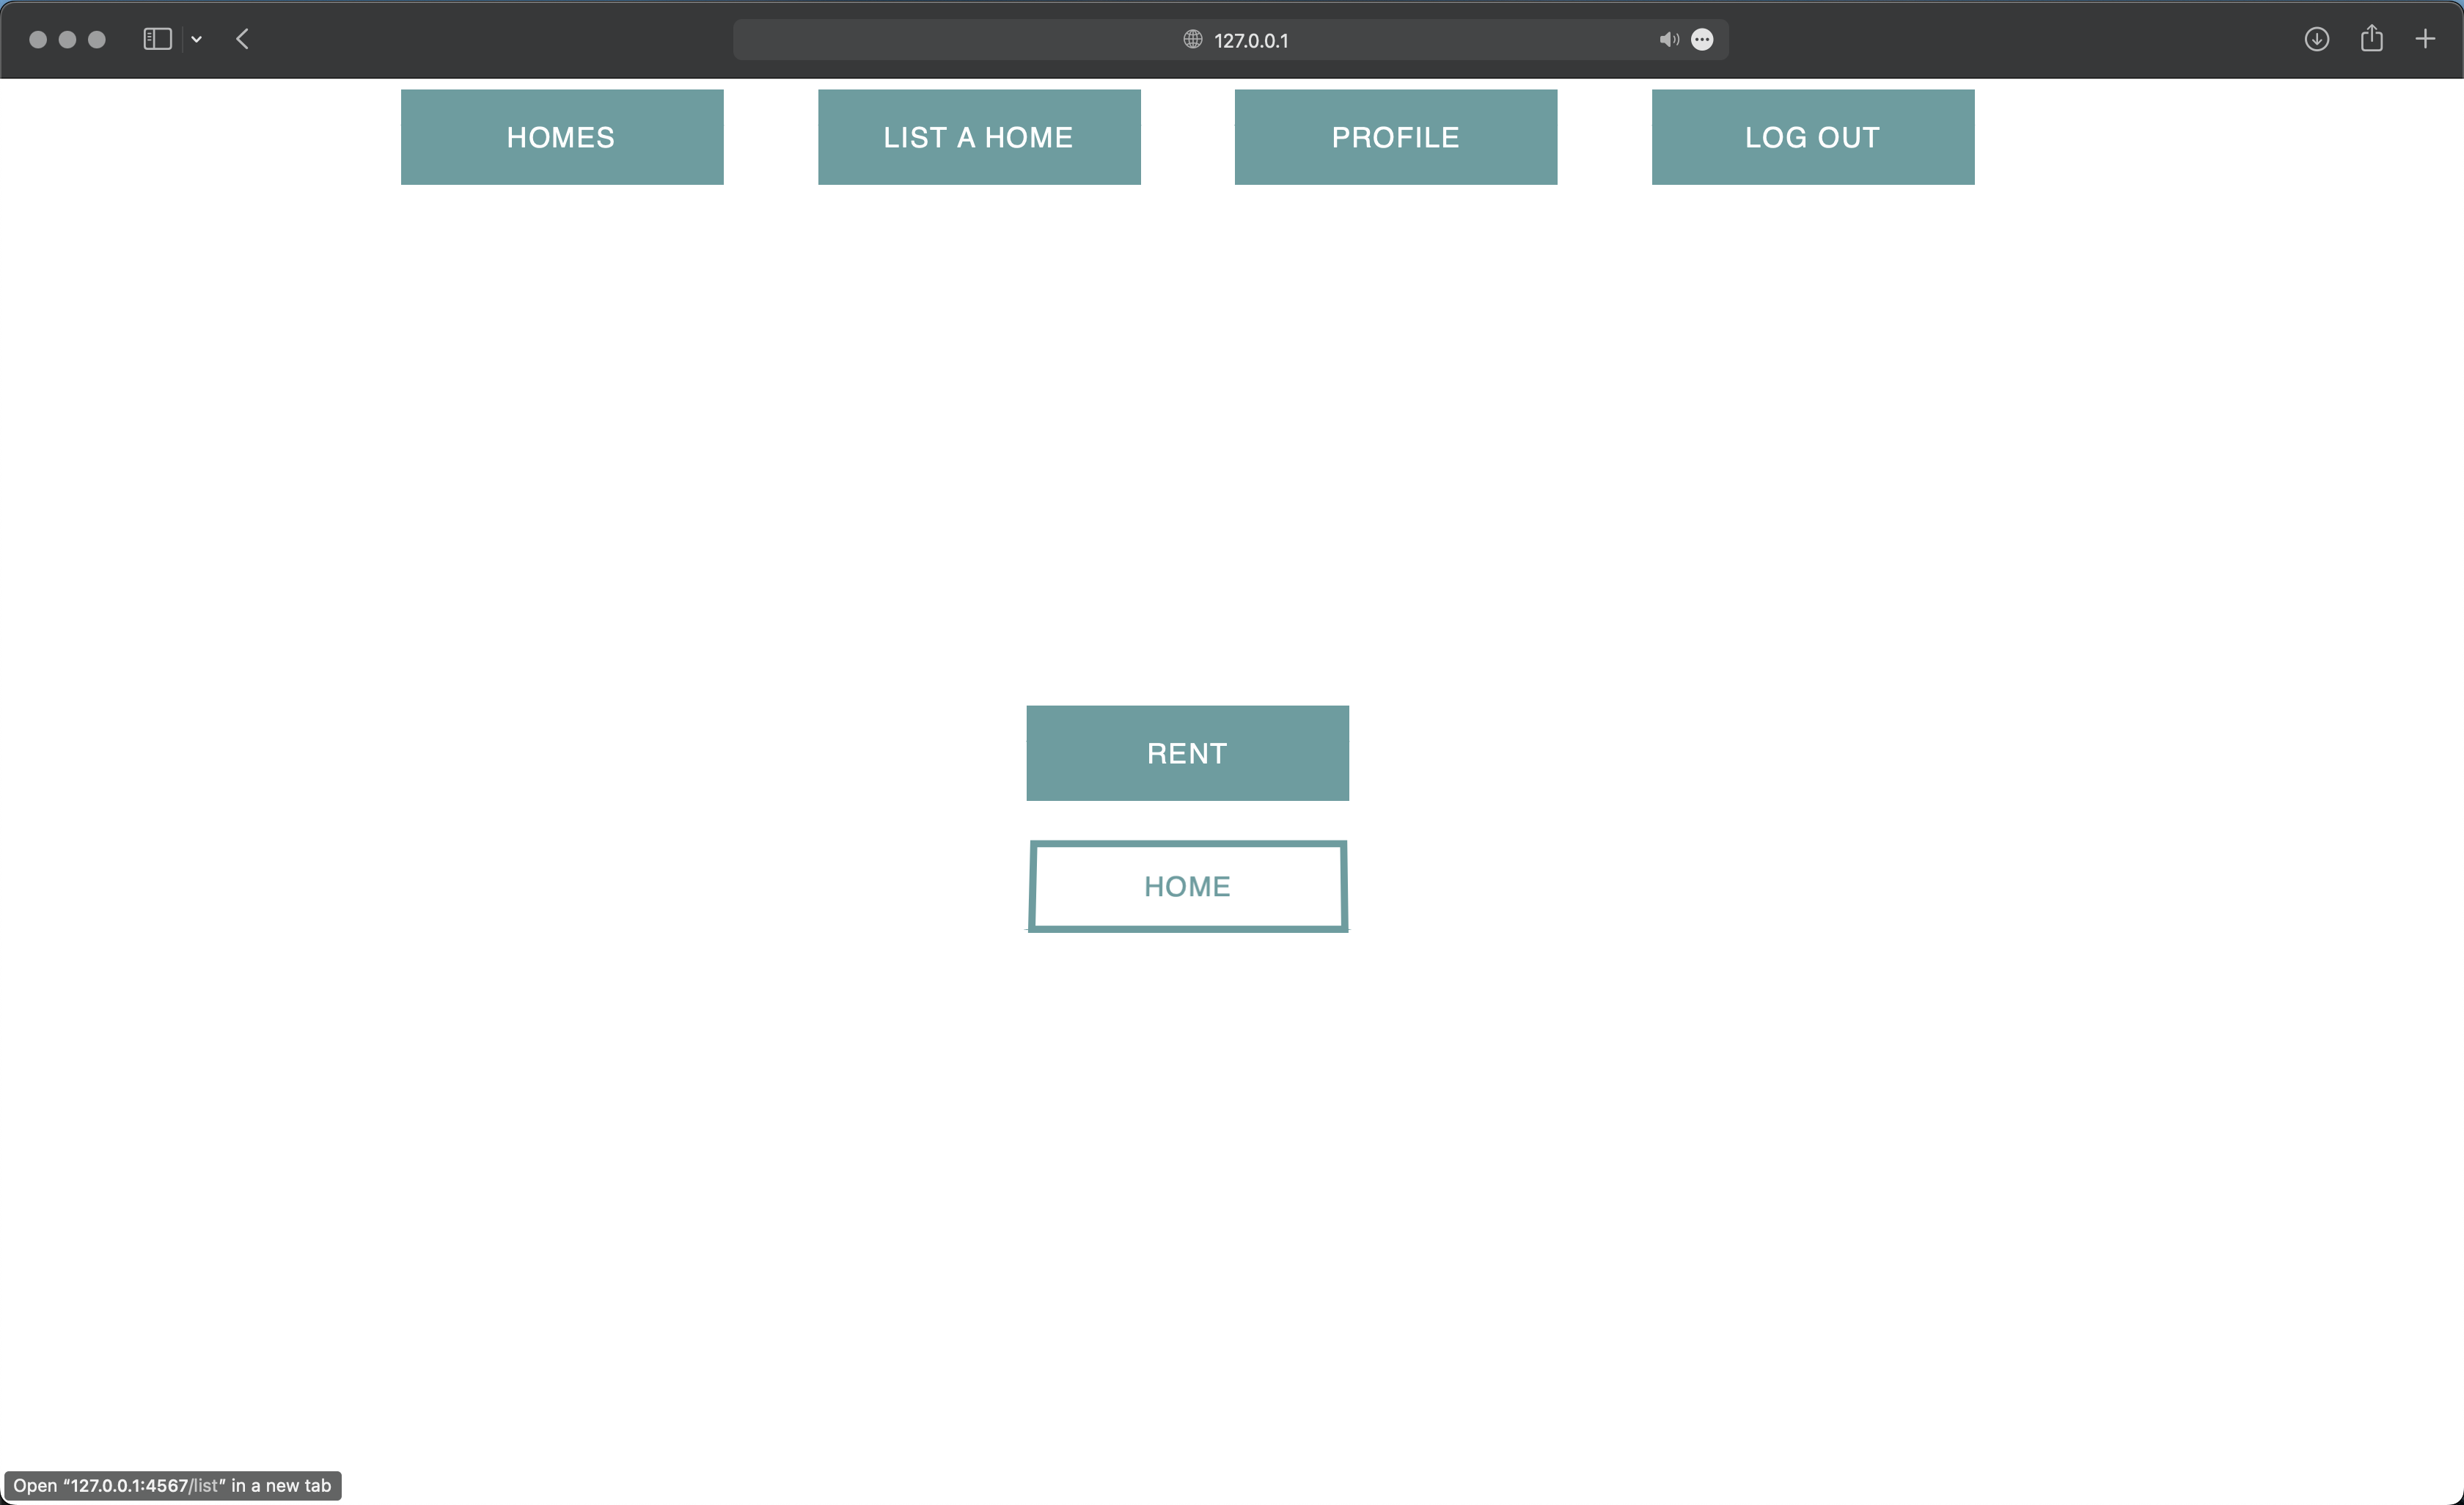 127.0.0.1
HOMES
LIST A HOME
PROFILE
LOG OUT
RENT
HOME
Open “127.0.0.1:4567/list” in a new tab